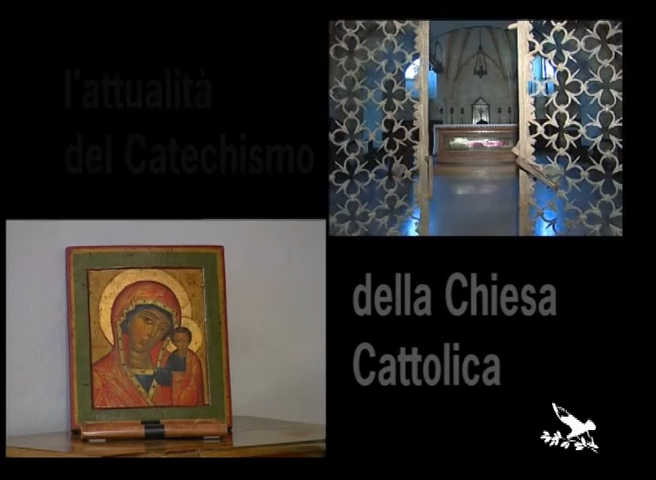 l'attualità
del Catechismo
della Chiesa
Cattolica